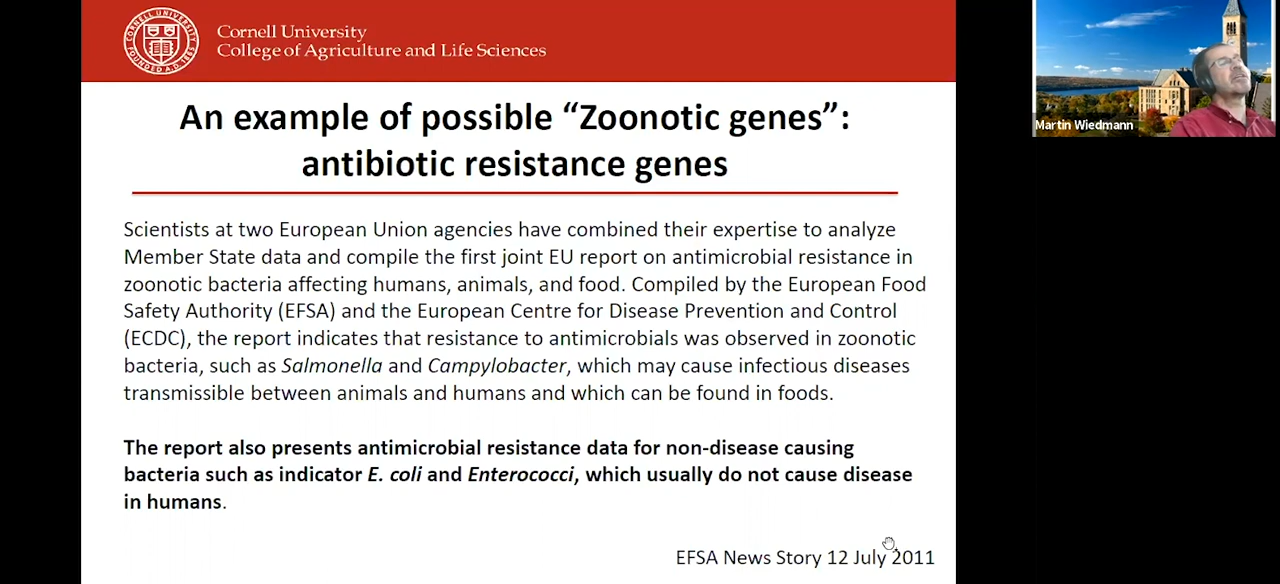 Cornell University
College of Agriculture and Life Sciences
An example of possible “Zoonotic genes”:
antibiotic resistance genes
Scientists at two European Union agencies have combined their expertise to analyze
Member State data and compile the first joint EU report on antimicrobial resistance in
zoonotic bacteria affecting humans, animals, and food. Compiled by the European Food
Safety Authority (EFSA) and the European Centre for Disease Prevention and Control
(ECDC), the report indicates that resistance to antimicrobials was observed in zoonotic
bacteria, such as Salmonella and Campylobacter, which may cause infectious diseases
transmissible between animals and humans and which can be found in foods.
The report also presents antimicrobial resistance data for non-disease causing
bacteria such as indicator E. coli and Enterococci, which usually do not cause disease
in humans.
EFSA News Story 12 July 2011
Martin Wiedmann
CORNELL UNIVERSITY
FOUNDED A.D. 1865